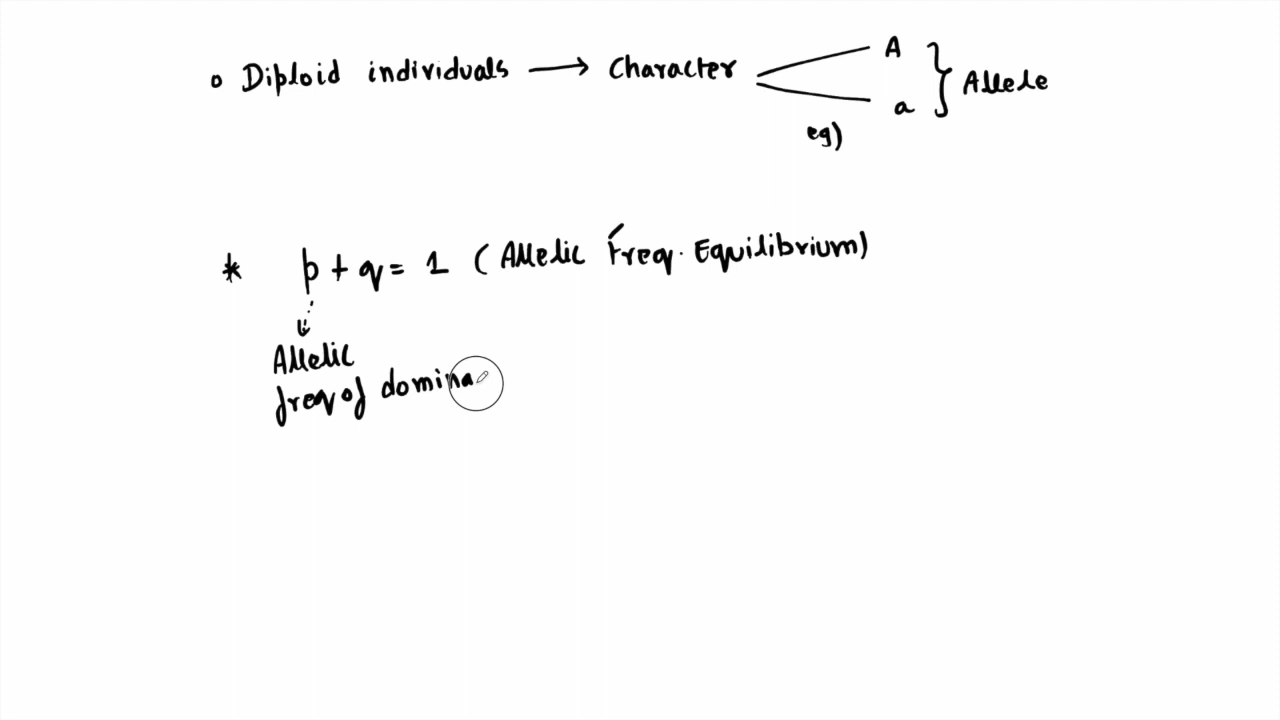 o Diploid individuals → Character A } Allele
a
eg)
* p + q = 1 ( Allelic Freq. Equilibrium)
Allelic
freq of domina